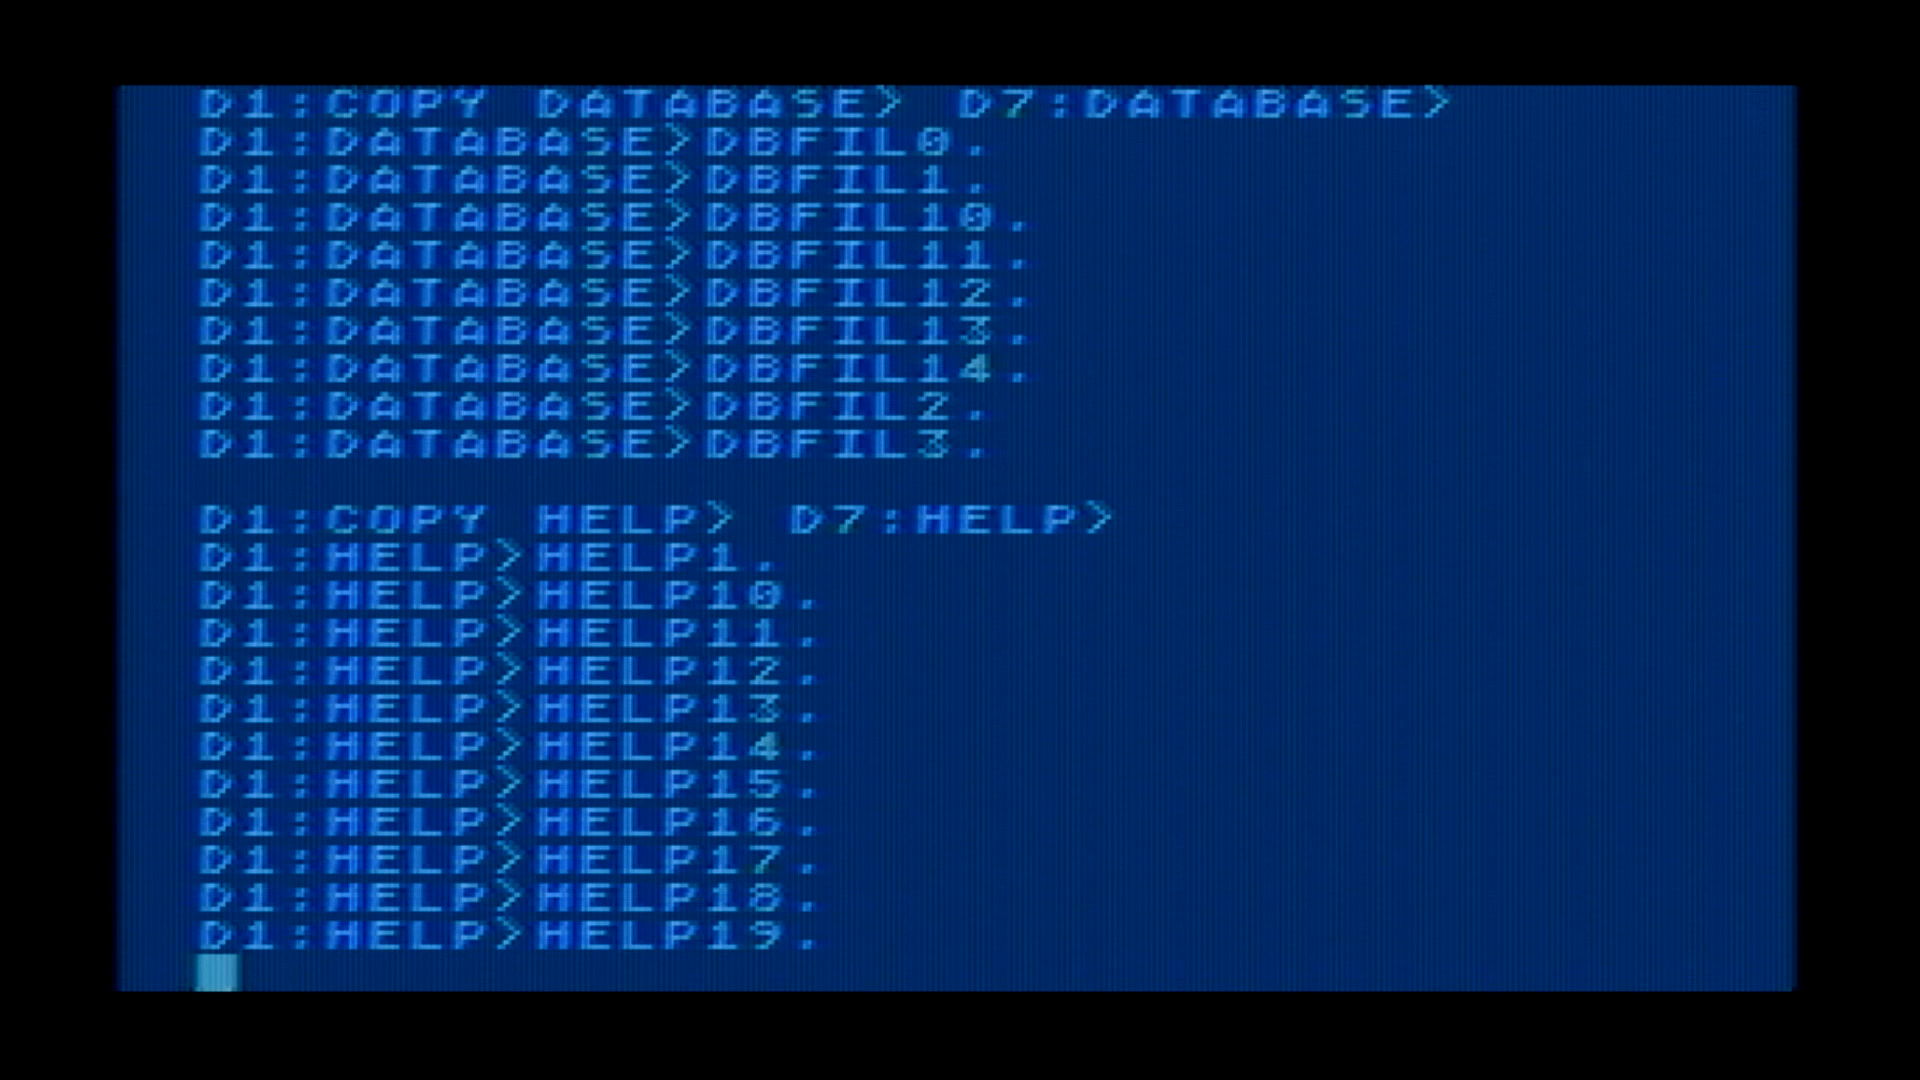 D1:COPY DATABASE> D7:DATABASE>
D1:DATABASE>DBFIL0.
D1:DATABASE>DBFIL1.
D1:DATABASE>DBFIL10.
D1:DATABASE>DBFIL11.
D1:DATABASE>DBFIL12.
D1:DATABASE>DBFIL13.
D1:DATABASE>DBFIL14.
D1:DATABASE>DBFIL2.
D1:DATABASE>DBFIL3.
D1:COPY HELP> D7:HELP>
D1:HELP>HELP1.
D1:HELP>HELP10.
D1:HELP>HELP11.
D1:HELP>HELP12.
D1:HELP>HELP13.
D1:HELP>HELP14.
D1:HELP>HELP15.
D1:HELP>HELP16.
D1:HELP>HELP17.
D1:HELP>HELP18.
D1:HELP>HELP19.